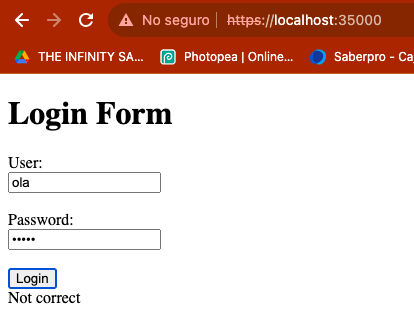 No seguro https://localhost:35000
THE INFINITY SA... Photopea | Online... Saberpro - Ca
Login Form
User:
ola
Password:
•••••
Login
Not correct